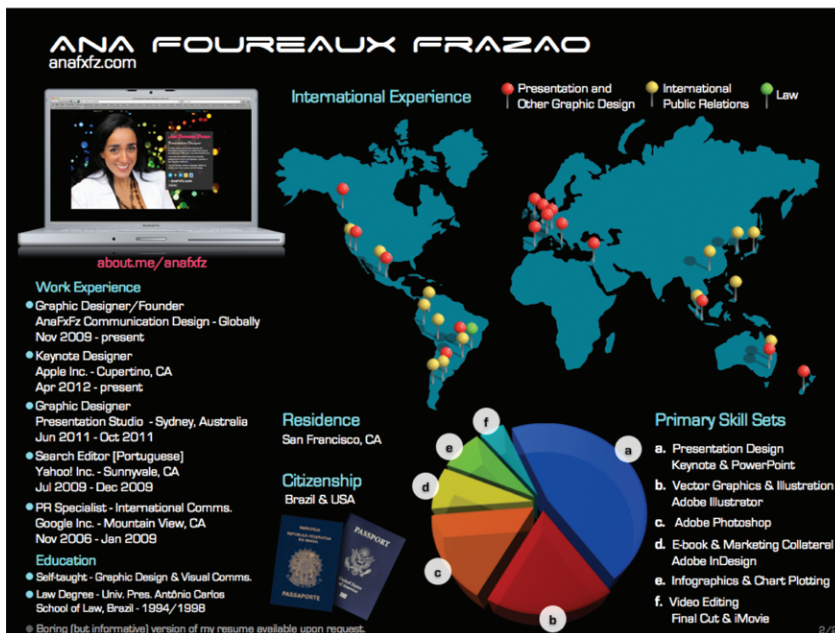 ANA FOUREAUX FRAZAO
anafxfz.com
International Experience
Presentation and
Other Graphic Design
International
Public Relations
Law
about.me/anafxfz
Work Experience
Graphic Designer/Founder
AnaFxFz Communication Design - Globally
Nov 2009 - present
Keynote Designer
Apple Inc. - Cupertino, CA
Apr 2012 - present
Graphic Designer
Presentation Studio - Sydney, Australia
Jun 2011 - Oct 2011
Search Editor [Portuguese]
Yahoo! Inc. - Sunnyvale, CA
Jul 2009 - Dec 2009
PR Specialist - International Comms.
Google Inc. - Mountain View, CA
Nov 2006 - Jan 2009
Education
Self-taught - Graphic Design & Visual Comms.
Law Degree - Univ. Pres. Antônio Carlos
School of Law, Brazil - 1994/1998
Boring (but informative) version of my resume available upon request.
Residence
San Francisco, CA
Citizenship
Brazil & USA
PASSAPORTE
PASSPORT
United States
of America
a
b
c
d
e
f
Primary Skill Sets
a. Presentation Design
Keynote & PowerPoint
b. Vector Graphics & Illustration
Adobe Illustrator
c. Adobe Photoshop
d. E-book & Marketing Collateral
Adobe InDesign
e. Infographics & Chart Plotting
f. Video Editing
Final Cut & iMovie